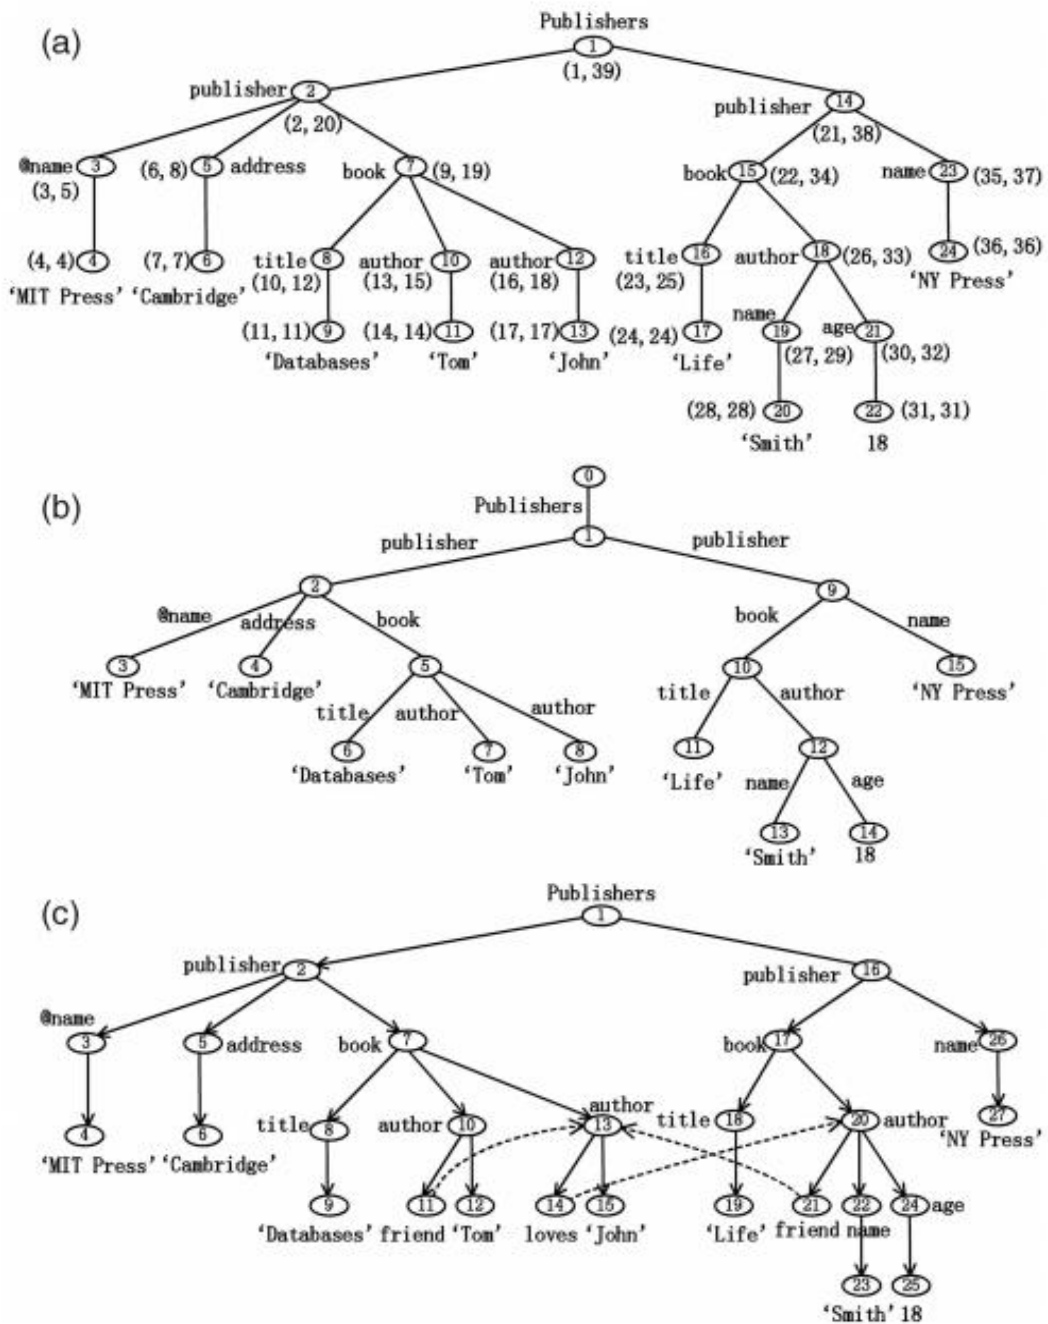 (a)
Publishers
1
(1, 39)
publisher 2
(2, 20)
publisher 14
(21, 38)
@name 3
(3, 5)
(6, 8) 5 address
book 7 (9, 19)
book 15 (22, 34)
name 23 (35, 37)
(4, 4) 4
'MIT Press'
(7, 7) 6
'Cambridge'
title 8
(10, 12)
author 10
(13, 15)
author 12
(16, 18)
title 16
(23, 25)
author 18 (26, 33)
24 (36, 36)
'NY Press'
(11, 11) 9
'Databases'
(14, 14) 11
'Tom'
(17, 17) 13
'John'
(24, 24) 17
'Life'
name
19
(27, 29)
age 21
(30, 32)
(28, 28) 20
'Smith'
22 (31, 31)
18
(b)
0
Publishers
1
publisher
publisher
2
9
@name
address
book
book
name
3
'MIT Press'
4
'Cambridge'
5
10
15
'NY Press'
title
author
author
title
author
6
'Databases'
7
'Tom'
8
'John'
11
'Life'
12
name
age
13
'Smith'
14
18
(c)
Publishers
1
publisher 2
publisher 16
@name
3
5 address
book 7
book 17
name 26
4
'MIT Press'
6
'Cambridge'
title 8
author 10
author
13
title 18
20 author
27
'NY Press'
9
'Databases'
11
friend
12
'Tom'
14
loves
15
'John'
19
'Life'
21
friend
22
name
24 age
23
'Smith'
25
18